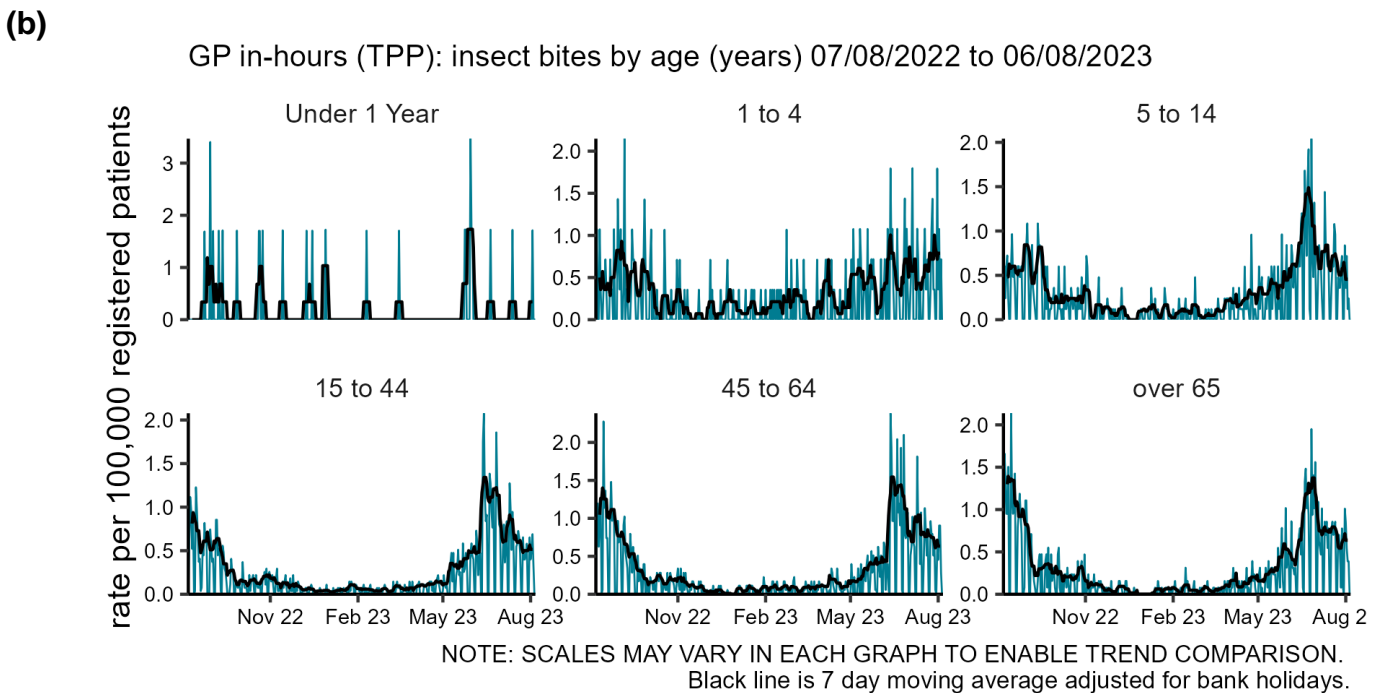 (b)
GP in-hours (TPP): insect bites by age (years) 07/08/2022 to 06/08/2023
rate per 100,000 registered patients
Under 1 Year
3
2
1
0
1 to 4
2.0
1.5
1.0
0.5
0.0
5 to 14
2.0
1.5
1.0
0.5
0.0
15 to 44
2.0
1.5
1.0
0.5
0.0
Nov 22 Feb 23 May 23 Aug 23
45 to 64
2.0
1.5
1.0
0.5
0.0
Nov 22 Feb 23 May 23 Aug 23
over 65
2.0
1.5
1.0
0.5
0.0
Nov 22 Feb 23 May 23 Aug 2
NOTE: SCALES MAY VARY IN EACH GRAPH TO ENABLE TREND COMPARISON.
Black line is 7 day moving average adjusted for bank holidays.